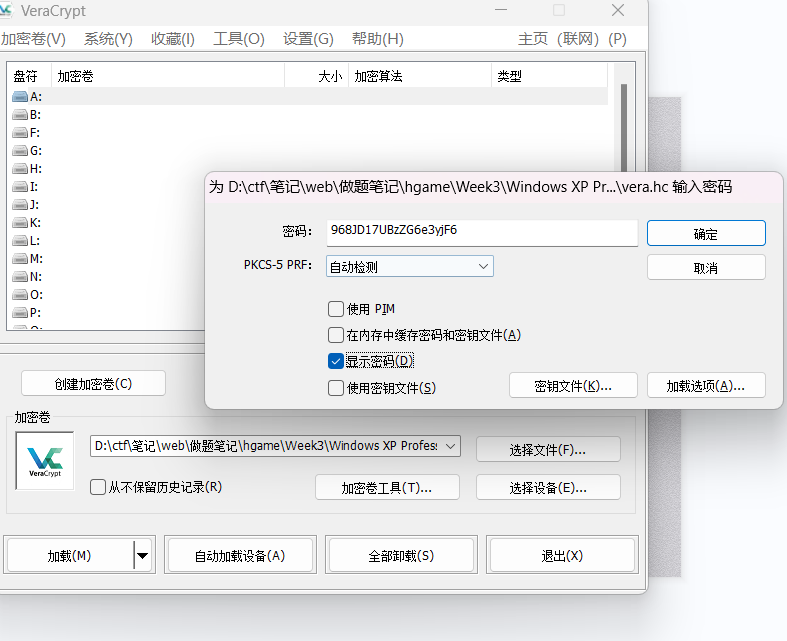 VeraCrypt
加密卷(V) 系统(Y) 收藏(I) 工具(O) 设置(G) 帮助(H) 主页 (联网) (P)
盘符 加密卷 大小 加密算法 类型
A:
B:
F:
G:
H:
I:
J:
K:
L:
M:
N:
O:
P:
为 D:\ctf\笔记\web\做题笔记\hgame\Week3\Windows XP Pr...\vera.hc 输入密码
密码: 968JD17UBzZG6e3yjF6 确定
PKCS-5 PRF: 自动检测 取消
使用 PIM
在内存中缓存密码和密钥文件(A)
显示密码(D)
使用密钥文件(S) 密钥文件(K)... 加载选项(A)...
创建加密卷(C)
加密卷
VeraCrypt
D:\ctf\笔记\web\做题笔记\hgame\Week3\Windows XP Profes 选择文件(F)...
从不保留历史记录(R) 加密卷工具(T)... 选择设备(E)...
加载(M) 自动加载设备(A) 全部卸载(S) 退出(X)